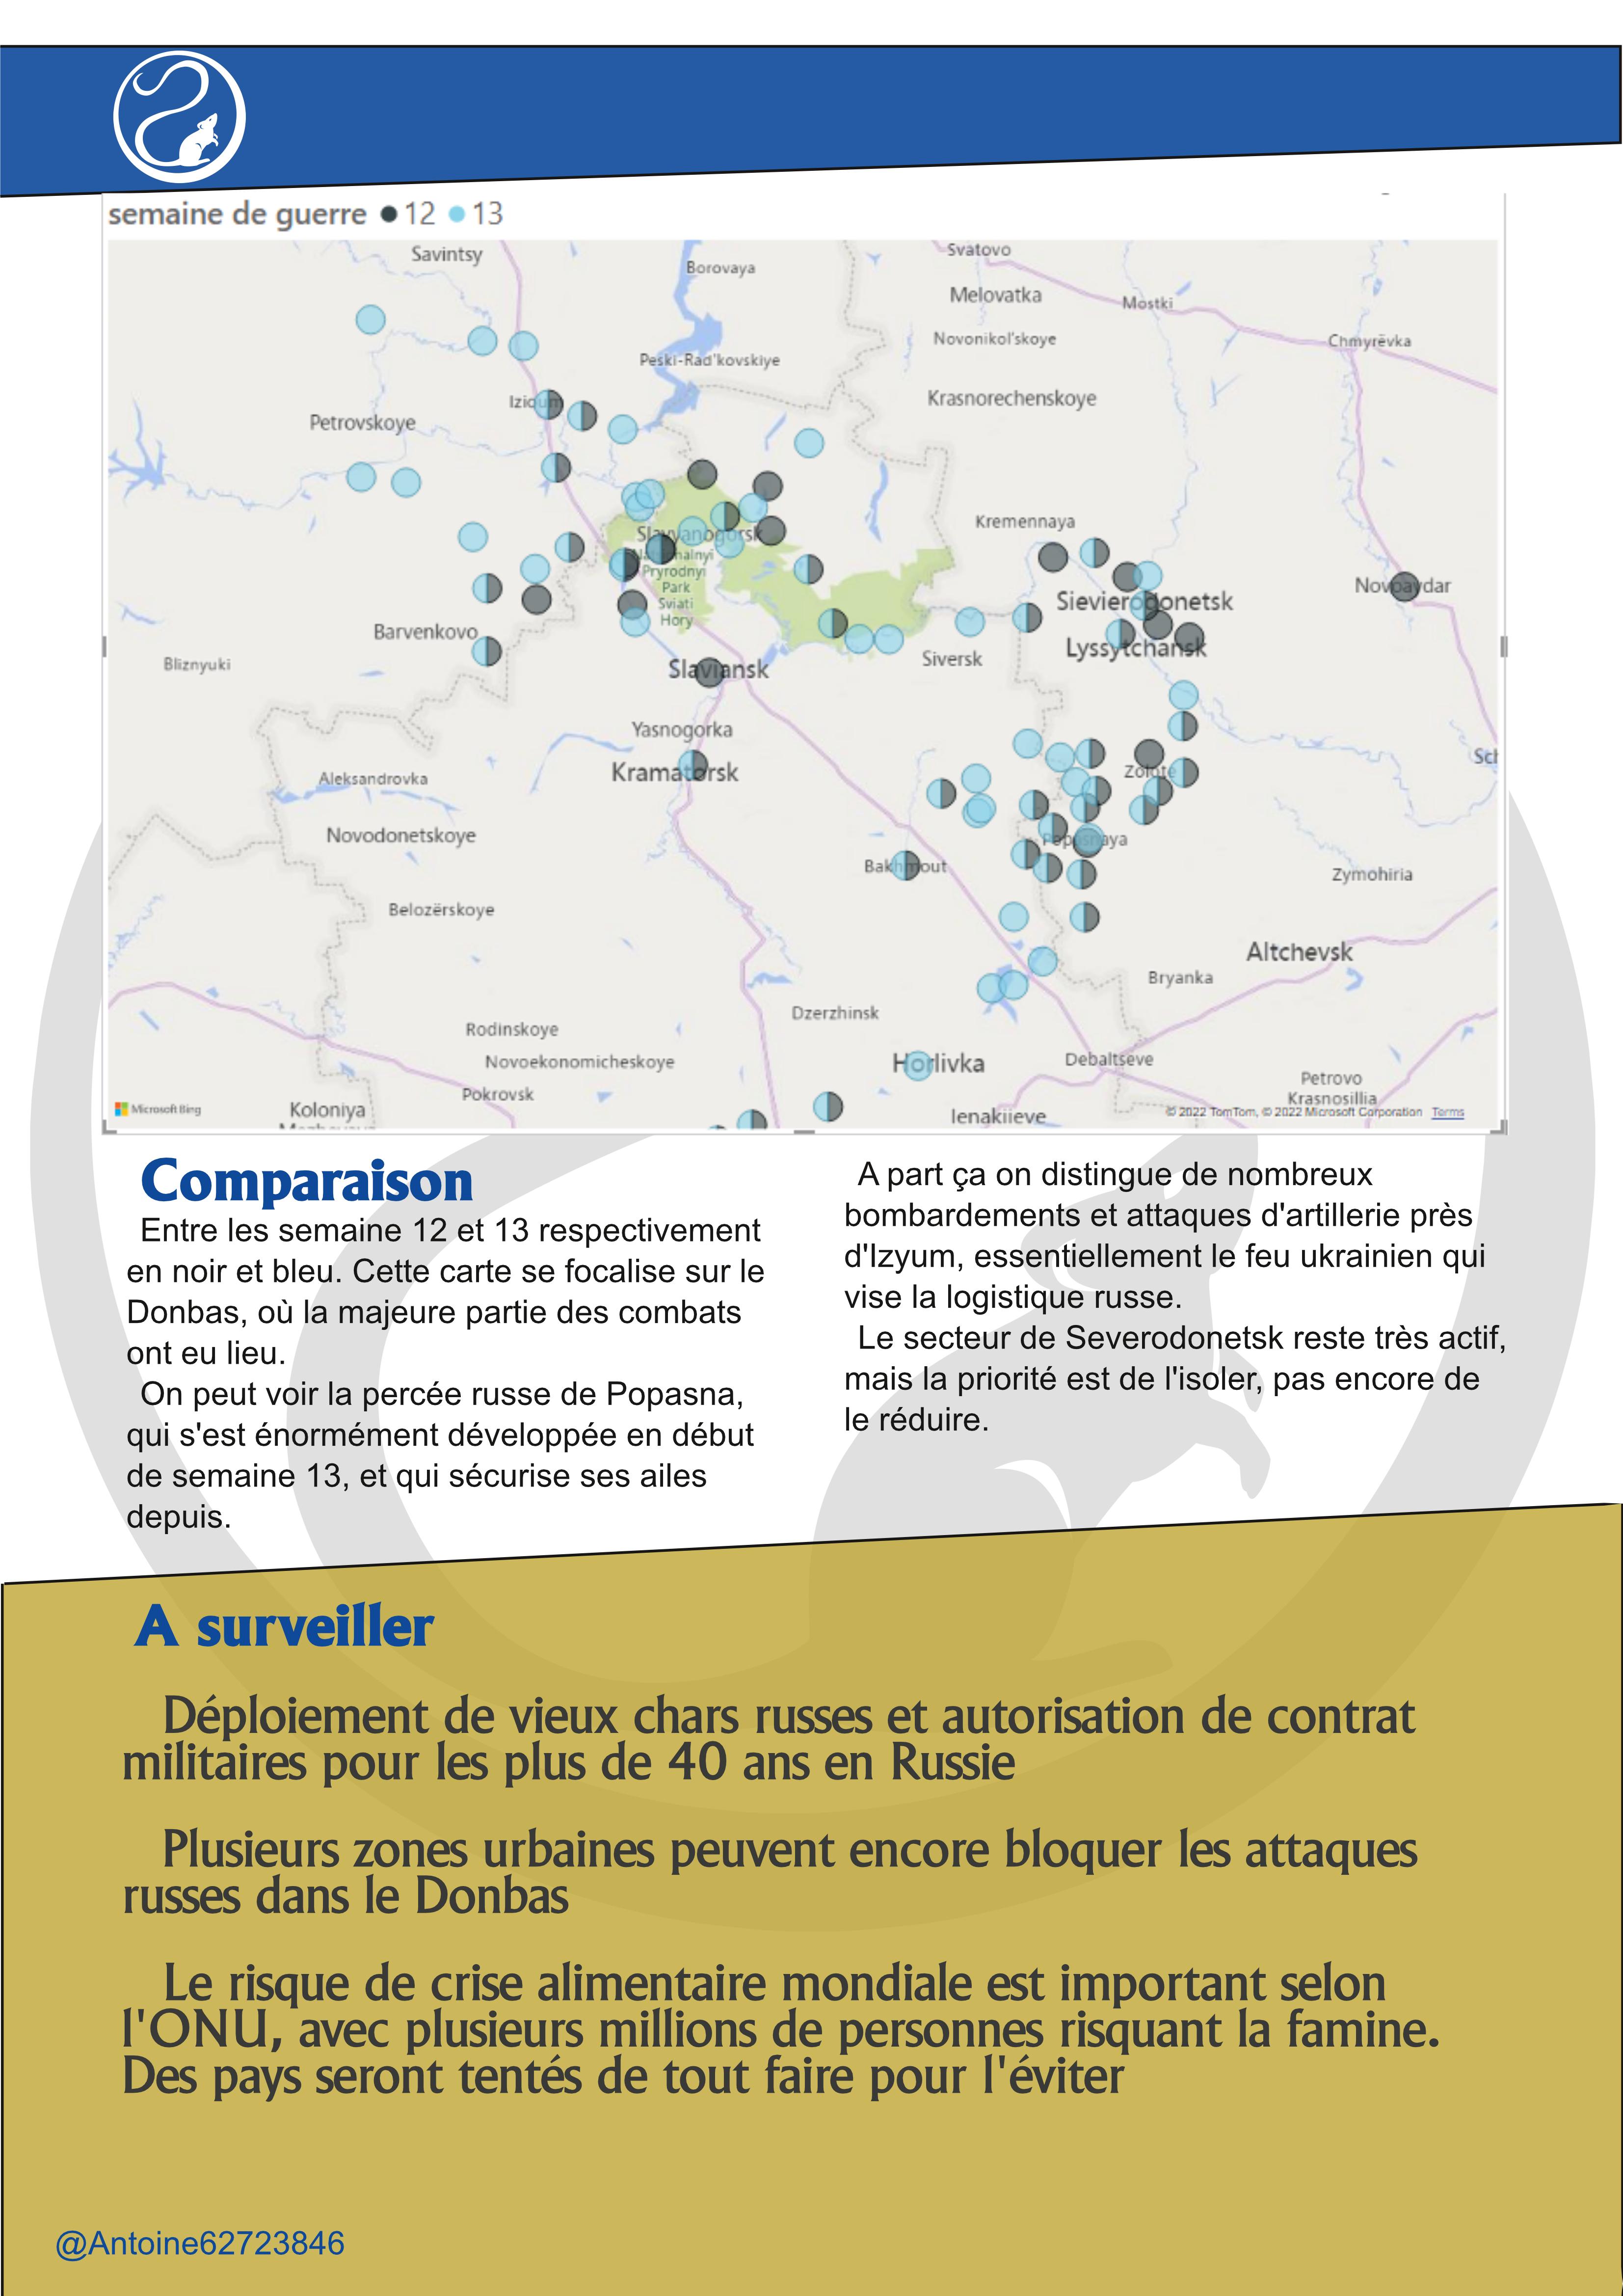 semaine de guerre 12 13
Savintsy
Borovaya
Svatovo
Melovatka
Mostki
Novonikol'skoye
Chmyrëvka
Peski-Rad'kovskiye
Krasnorechenskoye
Izioum
Petrovskoye
Kremennaya
Slavyanogorsk
Pryrodnyi
Park
Sviati
Hory
Novpaydar
Sievierodonetsk
Barvenkovo
Lyssytchansk
Bliznyuki
Slaviansk
Siversk
Yasnogorka
Kramatorsk
Aleksandrovka
Zolote
Novodonetskoye
Popasnaya
Bakhmout
Zymohiria
Belozërskoye
Altchevsk
Bryanka
Dzerzhinsk
Rodinskoye
Novoekonomicheskoye
Horlivka
Debaltseve
Pokrovsk
Petrovo
Krasnosillia
Microsoft Bing
Koloniya
Ienakiieve
© 2022 TomTom, © 2022 Microsoft Corporation Terms
Comparaison
Entre les semaine 12 et 13 respectivement
en noir et bleu. Cette carte se focalise sur le
Donbas, où la majeure partie des combats
ont eu lieu.
On peut voir la percée russe de Popasna,
qui s'est énormément développée en début
de semaine 13, et qui sécurise ses ailes
depuis.
A part ça on distingue de nombreux
bombardements et attaques d'artillerie près
d'Izyum, essentiellement le feu ukrainien qui
vise la logistique russe.
Le secteur de Severodonetsk reste très actif,
mais la priorité est de l'isoler, pas encore de
le réduire.
A surveiller
Déploiement de vieux chars russes et autorisation de contrat
militaires pour les plus de 40 ans en Russie
Plusieurs zones urbaines peuvent encore bloquer les attaques
russes dans le Donbas
Le risque de crise alimentaire mondiale est important selon
l'ONU, avec plusieurs millions de personnes risquant la famine.
Des pays seront tentés de tout faire pour l'éviter
@Antoine62723846